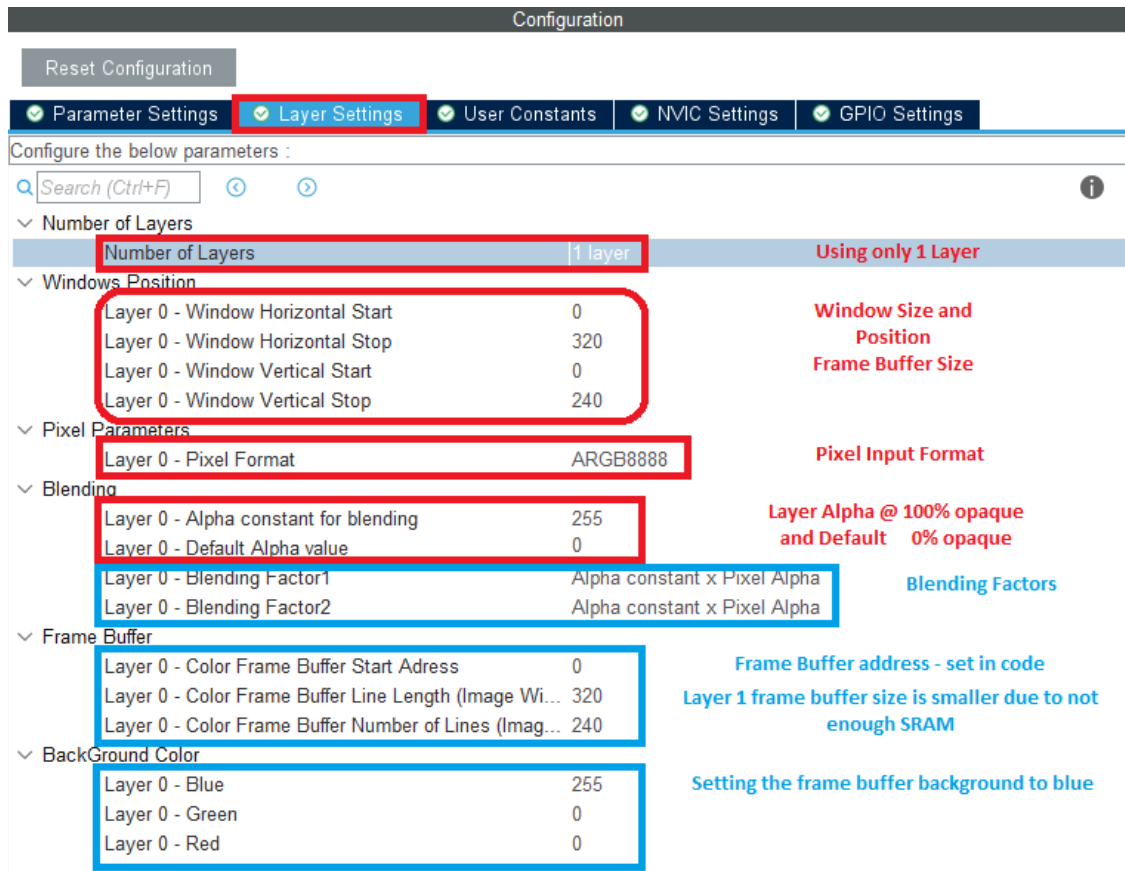 Configuration
Reset Configuration
Parameter Settings Layer Settings User Constants NVIC Settings GPIO Settings
Configure the below parameters :
Search (Ctrl+F)
Number of Layers
Number of Layers 1 layer Using only 1 Layer
Windows Position
Layer 0 - Window Horizontal Start 0 Window Size and
Layer 0 - Window Horizontal Stop 320 Position
Layer 0 - Window Vertical Start 0 Frame Buffer Size
Layer 0 - Window Vertical Stop 240
Pixel Parameters
Layer 0 - Pixel Format ARGB8888 Pixel Input Format
Blending
Layer 0 - Alpha constant for blending 255 Layer Alpha @ 100% opaque
Layer 0 - Default Alpha value 0 and Default 0% opaque
Layer 0 - Blending Factor1 Alpha constant x Pixel Alpha Blending Factors
Layer 0 - Blending Factor2 Alpha constant x Pixel Alpha
Frame Buffer
Layer 0 - Color Frame Buffer Start Adress 0 Frame Buffer address - set in code
Layer 0 - Color Frame Buffer Line Length (Image Wi... 320 Layer 1 frame buffer size is smaller due to not
Layer 0 - Color Frame Buffer Number of Lines (Imag... 240 enough SRAM
BackGround Color
Layer 0 - Blue 255 Setting the frame buffer background to blue
Layer 0 - Green 0
Layer 0 - Red 0